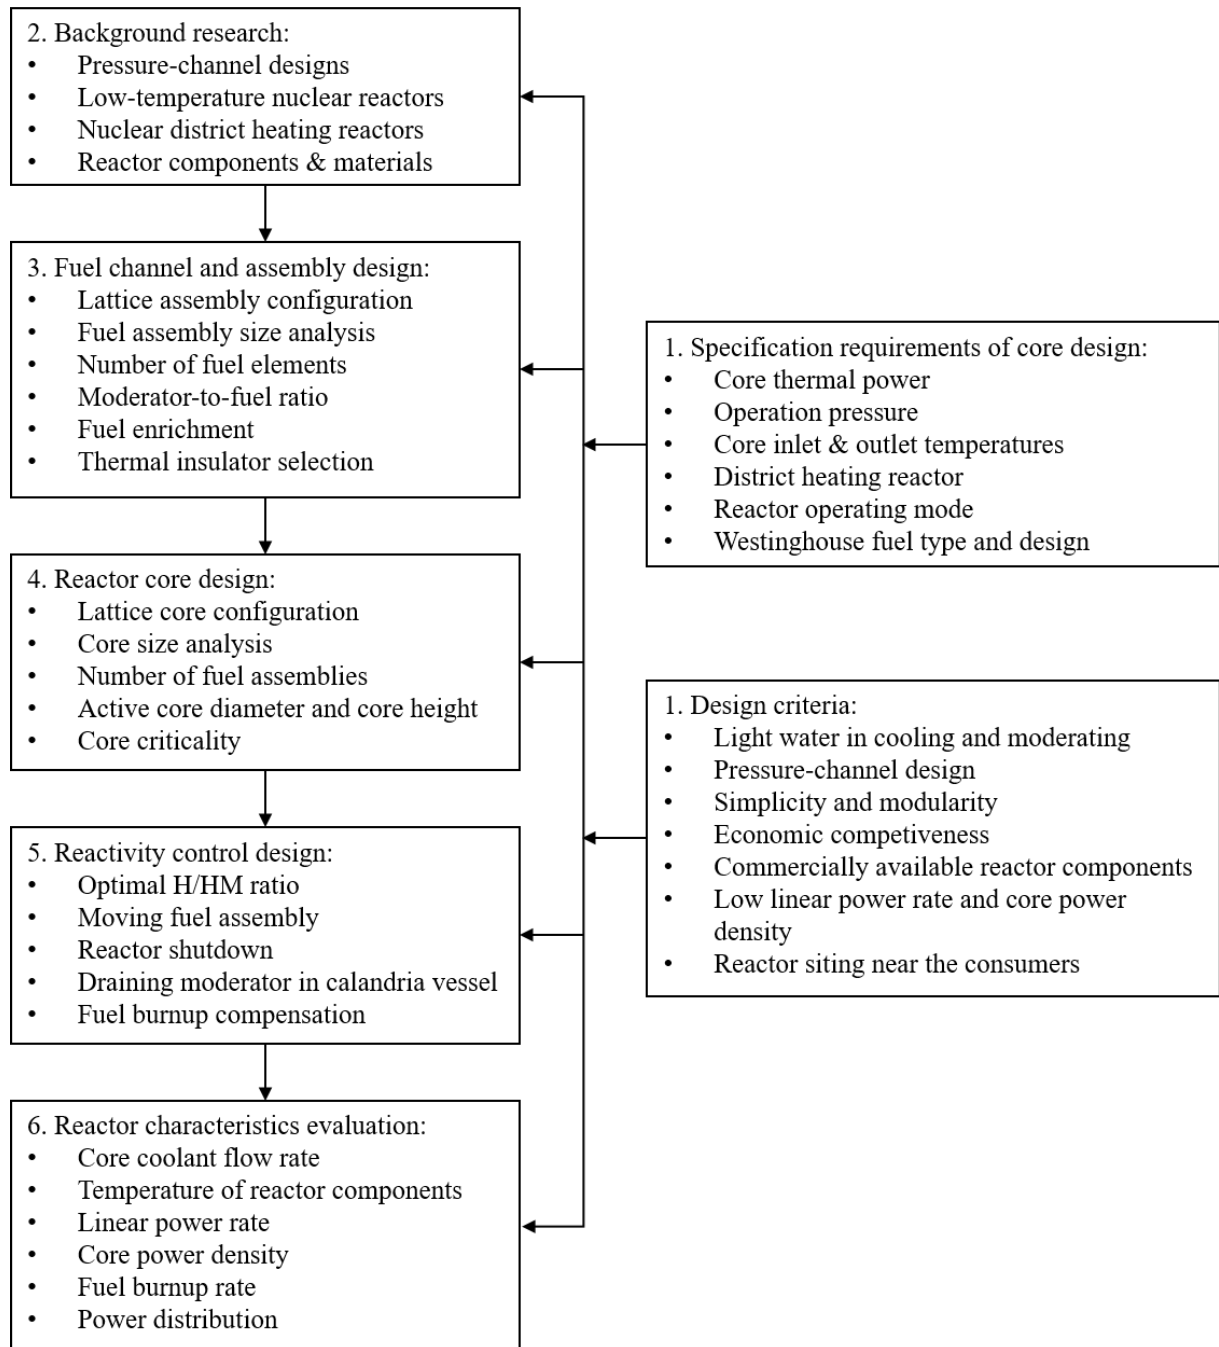 2. Background research:
• Pressure-channel designs
• Low-temperature nuclear reactors
• Nuclear district heating reactors
• Reactor components & materials
3. Fuel channel and assembly design:
• Lattice assembly configuration
• Fuel assembly size analysis
• Number of fuel elements
• Moderator-to-fuel ratio
• Fuel enrichment
• Thermal insulator selection
4. Reactor core design:
• Lattice core configuration
• Core size analysis
• Number of fuel assemblies
• Active core diameter and core height
• Core criticality
5. Reactivity control design:
• Optimal H/HM ratio
• Moving fuel assembly
• Reactor shutdown
• Draining moderator in calandria vessel
• Fuel burnup compensation
6. Reactor characteristics evaluation:
• Core coolant flow rate
• Temperature of reactor components
• Linear power rate
• Core power density
• Fuel burnup rate
• Power distribution
1. Specification requirements of core design:
• Core thermal power
• Operation pressure
• Core inlet & outlet temperatures
• District heating reactor
• Reactor operating mode
• Westinghouse fuel type and design
1. Design criteria:
• Light water in cooling and moderating
• Pressure-channel design
• Simplicity and modularity
• Economic competiveness
• Commercially available reactor components
• Low linear power rate and core power
density
• Reactor siting near the consumers